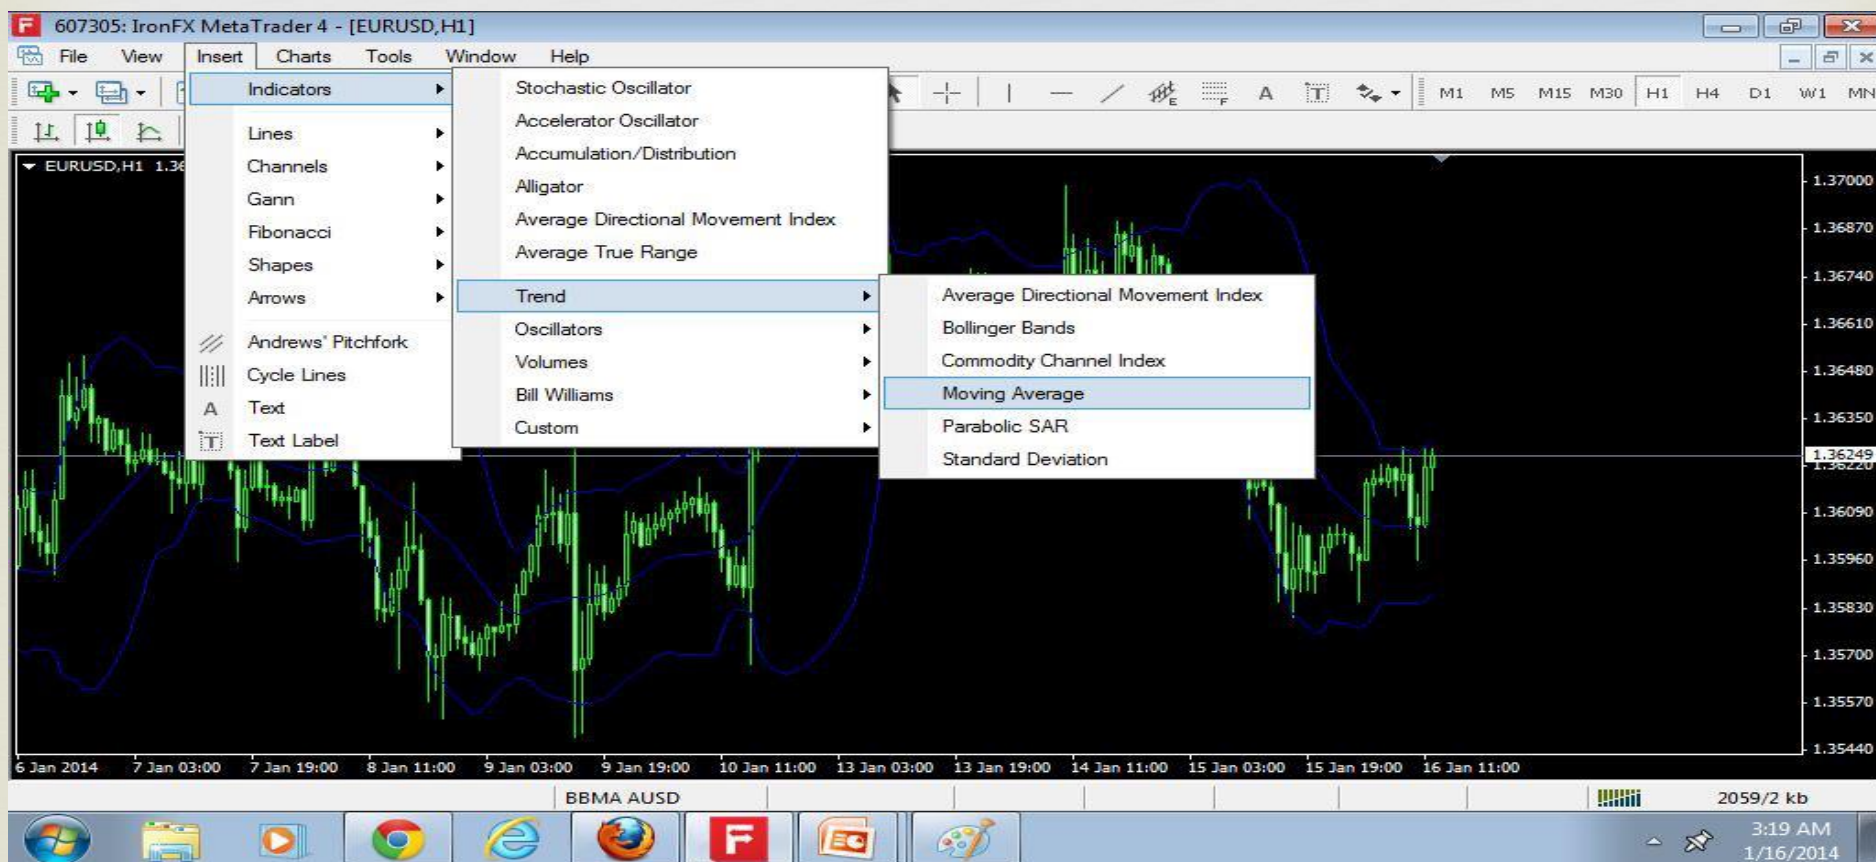 607305: IronFX MetaTrader 4 - [EURUSD,H1]
File View Insert Charts Tools Window Help
A T E F M1 M5 M15 M30 H1 H4 D1 W1 MN
EURUSD,H1 1.36
Indicators
Lines
Channels
Gann
Fibonacci
Shapes
Arrows
Andrews' Pitchfork
Cycle Lines
A Text
T Text Label
Stochastic Oscillator
Accelerator Oscillator
Accumulation/Distribution
Alligator
Average Directional Movement Index
Average True Range
Trend
Oscillators
Volumes
Bill Williams
Custom
Average Directional Movement Index
Bollinger Bands
Commodity Channel Index
Moving Average
Parabolic SAR
Standard Deviation
1.37000
1.36870
1.36740
1.36610
1.36480
1.36350
1.36249
1.36220
1.36090
1.35960
1.35830
1.35700
1.35570
1.35440
6 Jan 2014 7 Jan 03:00 7 Jan 19:00 8 Jan 11:00 9 Jan 03:00 9 Jan 19:00 10 Jan 11:00 13 Jan 03:00 13 Jan 19:00 14 Jan 11:00 15 Jan 03:00 15 Jan 19:00 16 Jan 11:00
BBMA AUSD 2059/2 kb
3:19 AM
1/16/2014